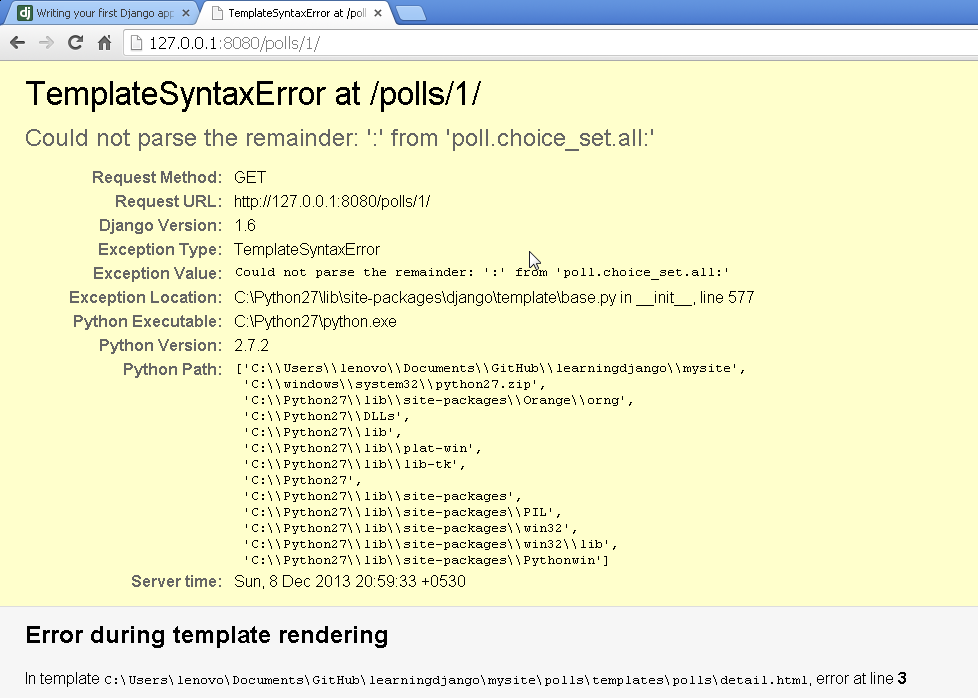 dj Writing your first Django app
TemplateSyntaxError at /poll
127.0.0.1:8080/polls/1/
TemplateSyntaxError at /polls/1/
Could not parse the remainder: ':' from 'poll.choice_set.all:'
Request Method: GET
Request URL: http://127.0.0.1:8080/polls/1/
Django Version: 1.6
Exception Type: TemplateSyntaxError
Exception Value: Could not parse the remainder: ':' from 'poll.choice_set.all:'
Exception Location: C:\Python27\lib\site-packages\django\template\base.py in __init__, line 577
Python Executable: C:\Python27\python.exe
Python Version: 2.7.2
Python Path: ['C:\\Users\\lenovo\\Documents\\GitHub\\learningdjango\\mysite',
'C:\\windows\\system32\\python27.zip',
'C:\\Python27\\lib\\site-packages\\Orange\\orng',
'C:\\Python27\\DLLs',
'C:\\Python27\\lib',
'C:\\Python27\\lib\\plat-win',
'C:\\Python27\\lib\\lib-tk',
'C:\\Python27',
'C:\\Python27\\lib\\site-packages',
'C:\\Python27\\lib\\site-packages\\PIL',
'C:\\Python27\\lib\\site-packages\\win32',
'C:\\Python27\\lib\\site-packages\\win32\\lib',
'C:\\Python27\\lib\\site-packages\\Pythonwin']
Server time: Sun, 8 Dec 2013 20:59:33 +0530
Error during template rendering
In template C:\Users\lenovo\Documents\GitHub\learningdjango\mysite\polls\templates\polls\detail.html, error at line 3